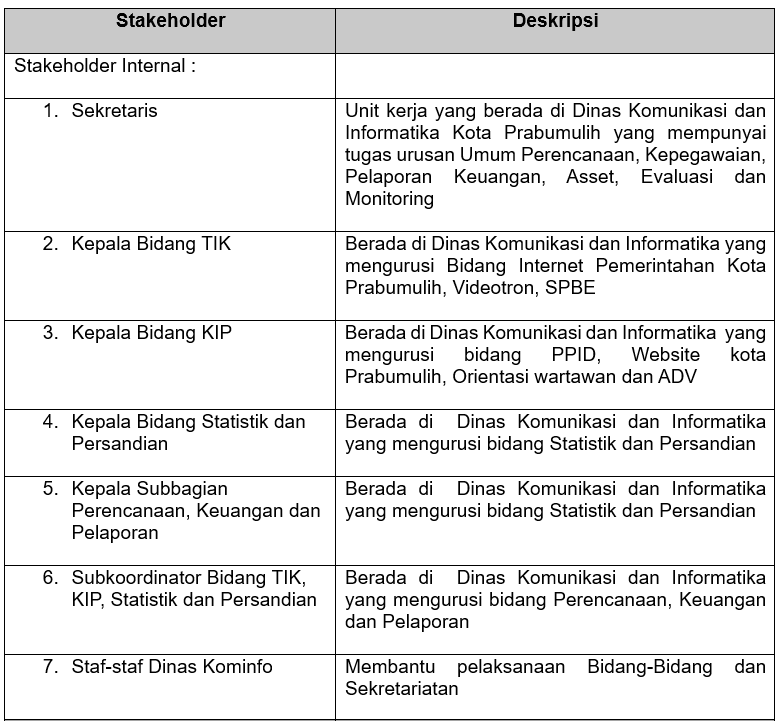 Stakeholder Deskripsi
Stakeholder Internal :
1. Sekretaris
Unit kerja yang berada di Dinas Komunikasi dan
Informatika Kota Prabumulih yang mempunyai
tugas urusan Umum Perencanaan, Kepegawaian,
Pelaporan Keuangan, Asset, Evaluasi dan
Monitoring
2. Kepala Bidang TIK
Berada di Dinas Komunikasi dan Informatika yang
mengurusi Bidang Internet Pemerintahan Kota
Prabumulih, Videotron, SPBE
3. Kepala Bidang KIP
Berada di Dinas Komunikasi dan Informatika yang
mengurusi bidang PPID, Website kota
Prabumulih, Orientasi wartawan dan ADV
4. Kepala Bidang Statistik dan
Persandian
Berada di Dinas Komunikasi dan Informatika
yang mengurusi bidang Statistik dan Persandian
5. Kepala Subbagian
Perencanaan, Keuangan dan
Pelaporan
Berada di Dinas Komunikasi dan Informatika
yang mengurusi bidang Statistik dan Persandian
6. Subkoordinator Bidang TIK,
KIP, Statistik dan Persandian
Berada di Dinas Komunikasi dan Informatika
yang mengurusi bidang Perencanaan, Keuangan
dan Pelaporan
7. Staf-staf Dinas Kominfo
Membantu pelaksanaan Bidang-Bidang dan
Sekretariatan